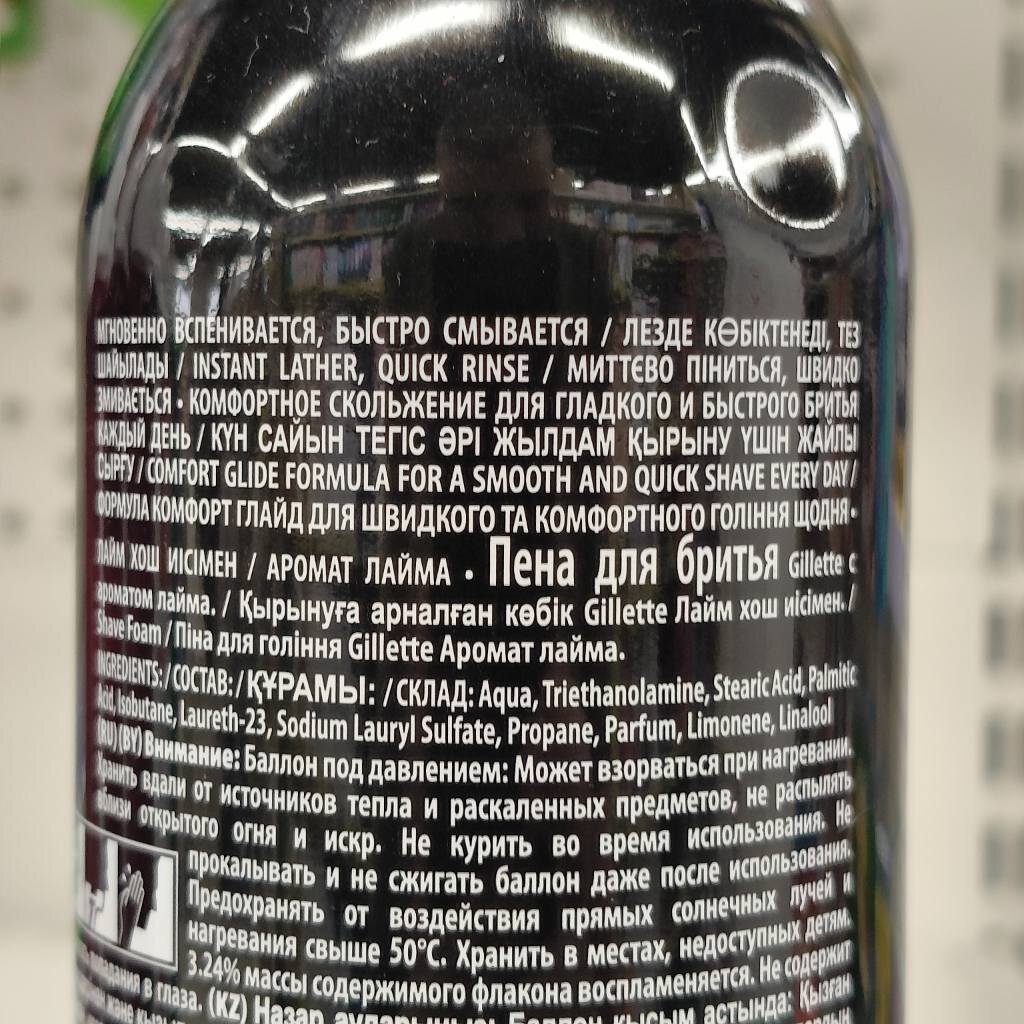 МГНОВЕННО ВСПЕНИВАЕТСЯ, БЫСТРО СМЫВАЕТСЯ / ЛЕЗДЕ КӨБІКТЕНЕДІ, ТЕЗ
ШАЙЫЛАДЫ / INSTANT LATHER, QUICK RINSE / МИТТЄВО ПІНИТЬСЯ, ШВИДКО
ЗМИВАЄТЬСЯ • КОМФОРТНОЕ СКОЛЬЖЕНИЕ ДЛЯ ГЛАДКОГО И БЫСТРОГО БРИТЬЯ
КАЖДЫЙ ДЕНЬ / КҮН САЙЫН ТЕГІС ӘРІ ЖЫЛДАМ ҚЫРЫНУ ҮШІН ЖАЙЛЫ
СЫРҒУ / COMFORT GLIDE FORMULA FOR A SMOOTH AND QUICK SHAVE EVERY DAY /
ФОРМУЛА КОМФОРТ ГЛАЙД ДЛЯ ШВИДКОГО ТА КОМФОРТНОГО ГОЛІННЯ ЩОДНЯ •
ЛАЙМ ХОШ ИІСІМЕН / АРОМАТ ЛАЙМА • Пена для бритья Gillette с
ароматом лайма. / Қырынуға арналған көбік Gillette Лайм хош иісімен. /
Shave Foam / Піна для гоління Gillette Аромат лайма.
INGREDIENTS: / СОСТАВ: / ҚҰРАМЫ: / СКЛАД: Aqua, Triethanolamine, Stearic Acid, Palmitic
Acid, Isobutane, Laureth-23, Sodium Lauryl Sulfate, Propane, Parfum, Limonene, Linalool
(RU)(BY) Внимание: Баллон под давлением: Может взорваться при нагревании.
Хранить вдали от источников тепла и раскаленных предметов, не распылять
вблизи открытого огня и искр. Не курить во время использования. Не
прокалывать и не сжигать баллон даже после использования.
Предохранять от воздействия прямых солнечных лучей и
нагревания свыше 50°C. Хранить в местах, недоступных детям.
3.24% массы содержимого флакона воспламеняется. Не содержит
попадания в глаза. (KZ) Назар аударыңыз: Баллон қысым астында: Қызған